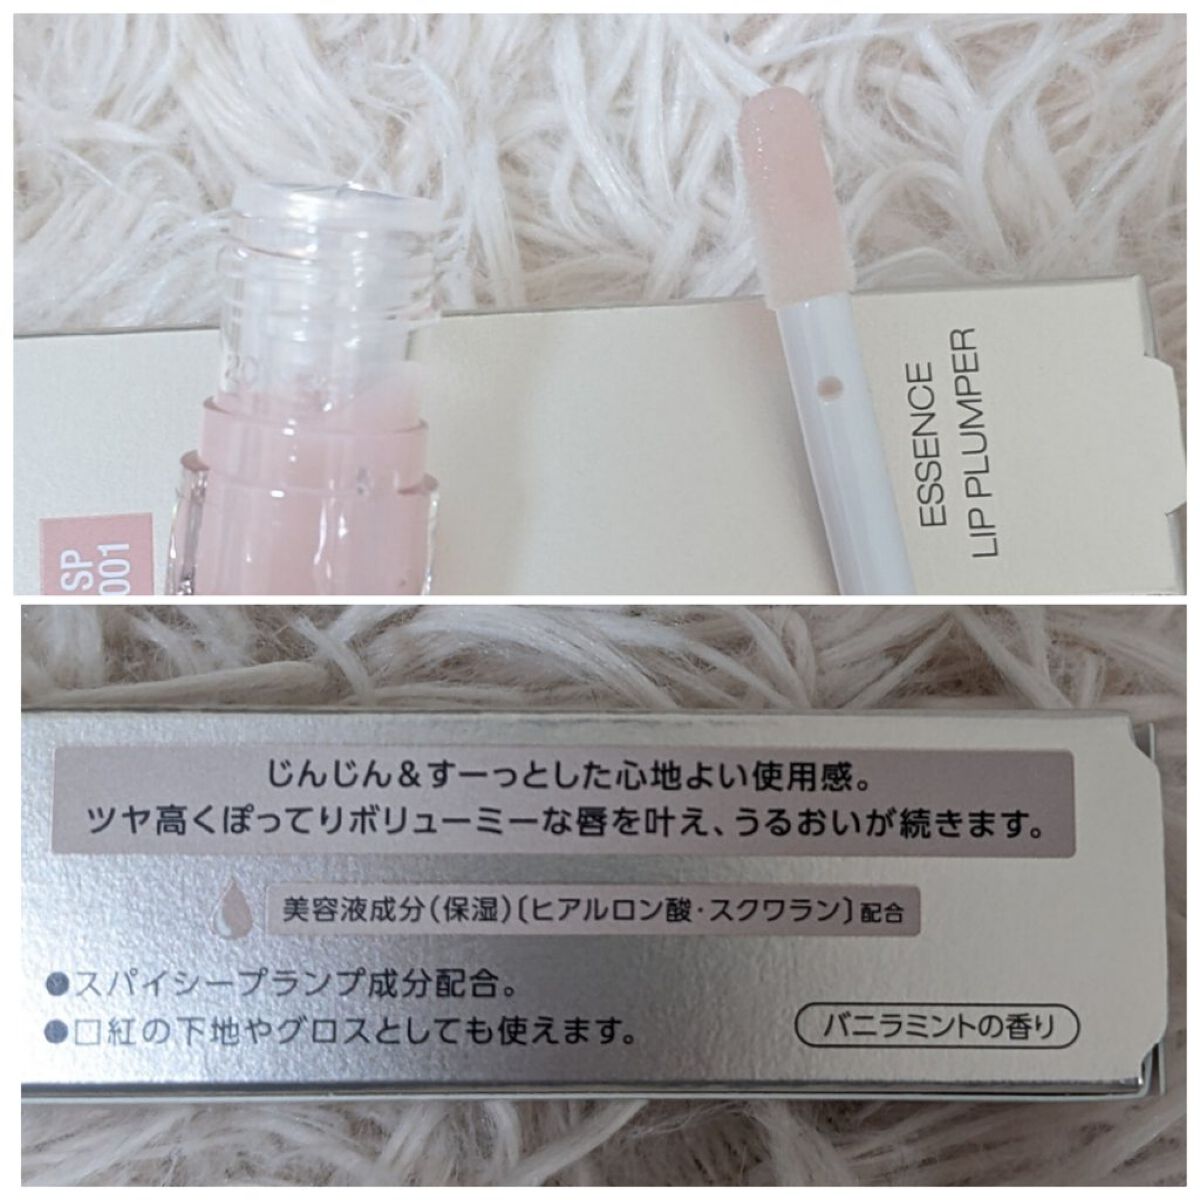 ESSENCE
LIP PLUMPER
SP
001
じんじん&すーっとした心地よい使用感。
ツヤ高くぽってりボリューミーな唇を叶え、うるおいが続きます。
美容液成分(保湿)〔ヒアルロン酸・スクワラン〕配合
●スパイシープランプ成分配合。
●口紅の下地やグロスとしても使えます。
バニラミントの香り